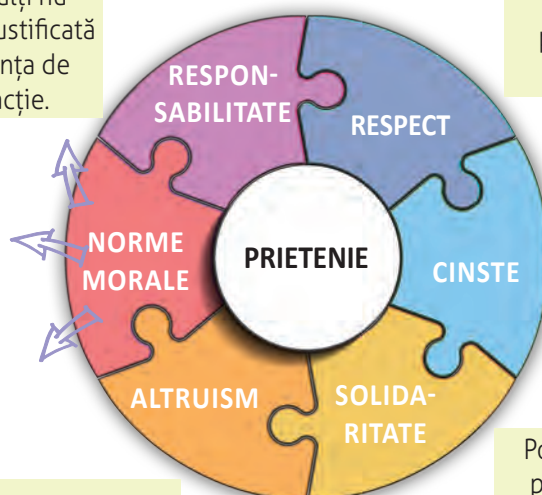 ustificată
nța de
cție.
RESPON-
SABILITATE
RESPECT
NORME
MORALE
PRIETENIE
CINSTE
ALTRUISM
SOLIDA-
RITATE